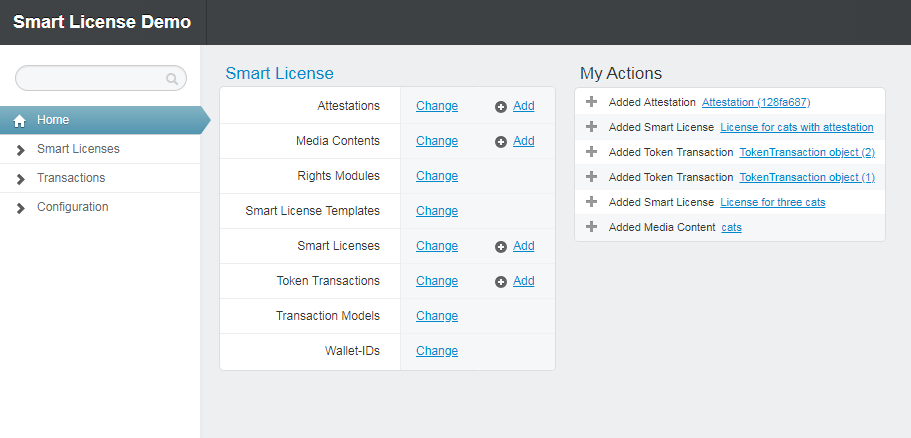 Smart License Demo
Home
Smart Licenses
Transactions
Configuration
Smart License
Attestations Change Add
Media Contents Change Add
Rights Modules Change
Smart License Templates Change
Smart Licenses Change Add
Token Transactions Change Add
Transaction Models Change
Wallet-IDs Change
My Actions
Added Attestation Attestation (128fa687)
Added Smart License License for cats with attestation
Added Token Transaction TokenTransaction object (2)
Added Token Transaction TokenTransaction object (1)
Added Smart License License for three cats
Added Media Content cats